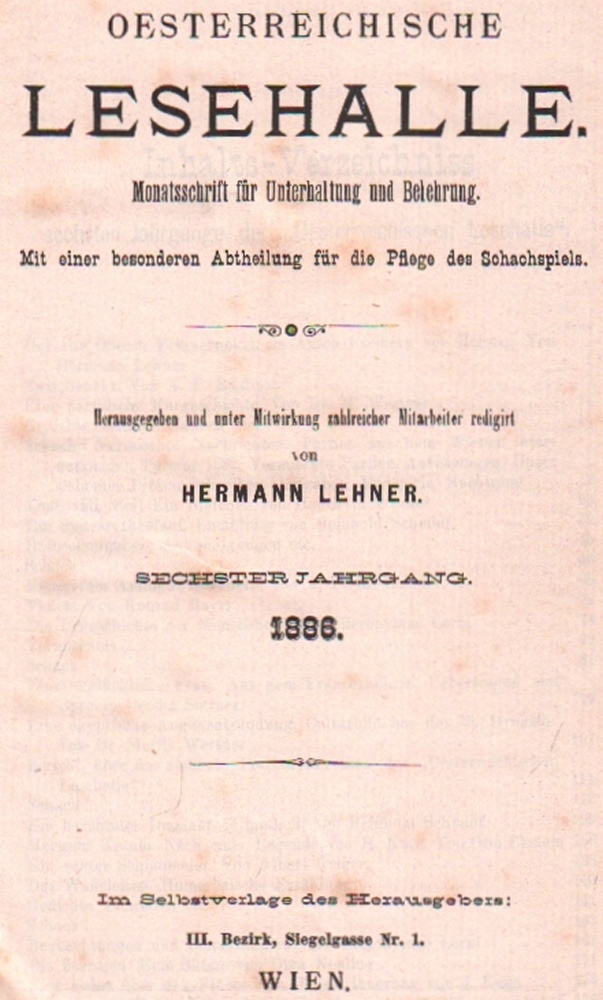 OESTERREICHISCHE
LESEHALLE.
Monatsschrift für Unterhaltung und Belehrung.
Mit einer besonderen Abtheilung für die Pflege des Schachspiels.
Herausgegeben und unter Mitwirkung zahlreicher Mitarbeiter redigirt
von
HERMANN LEHNER.
SECHSTER JAHRGANG.
1886.
Im Selbstverlage des Herausgebers:
III. Bezirk, Siegelgasse Nr. 1.
WIEN.